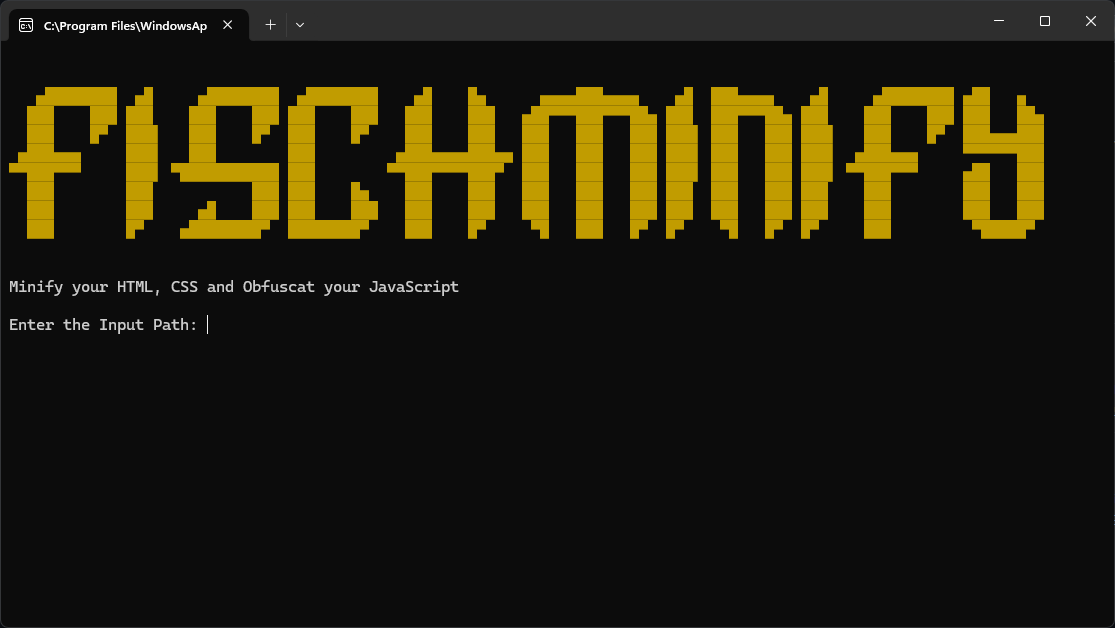 C:\Program Files\WindowsAp
FISCHMINIFY
Minify your HTML, CSS and Obfuscat your JavaScript
Enter the Input Path: